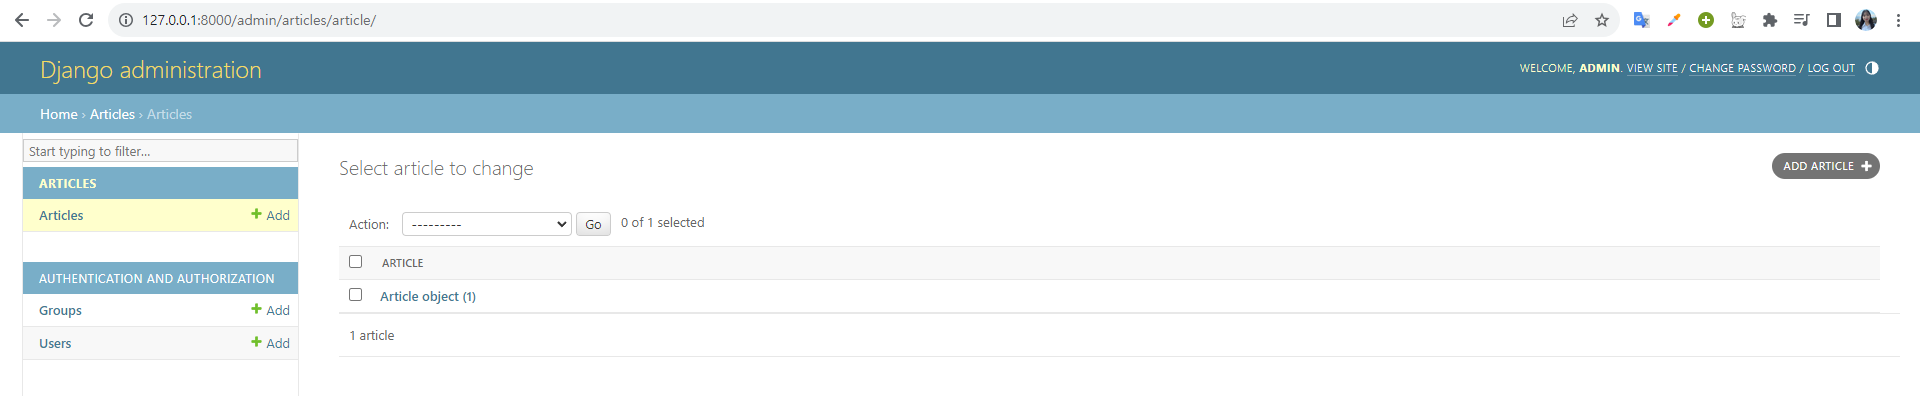 127.0.0.1:8000/admin/articles/article/
Django administration
WELCOME, ADMIN. VIEW SITE / CHANGE PASSWORD / LOG OUT
Home › Articles › Articles
Start typing to filter...
ARTICLES
Articles + Add
AUTHENTICATION AND AUTHORIZATION
Groups + Add
Users + Add
Select article to change
ADD ARTICLE +
Action: --------- Go 0 of 1 selected
ARTICLE
Article object (1)
1 article